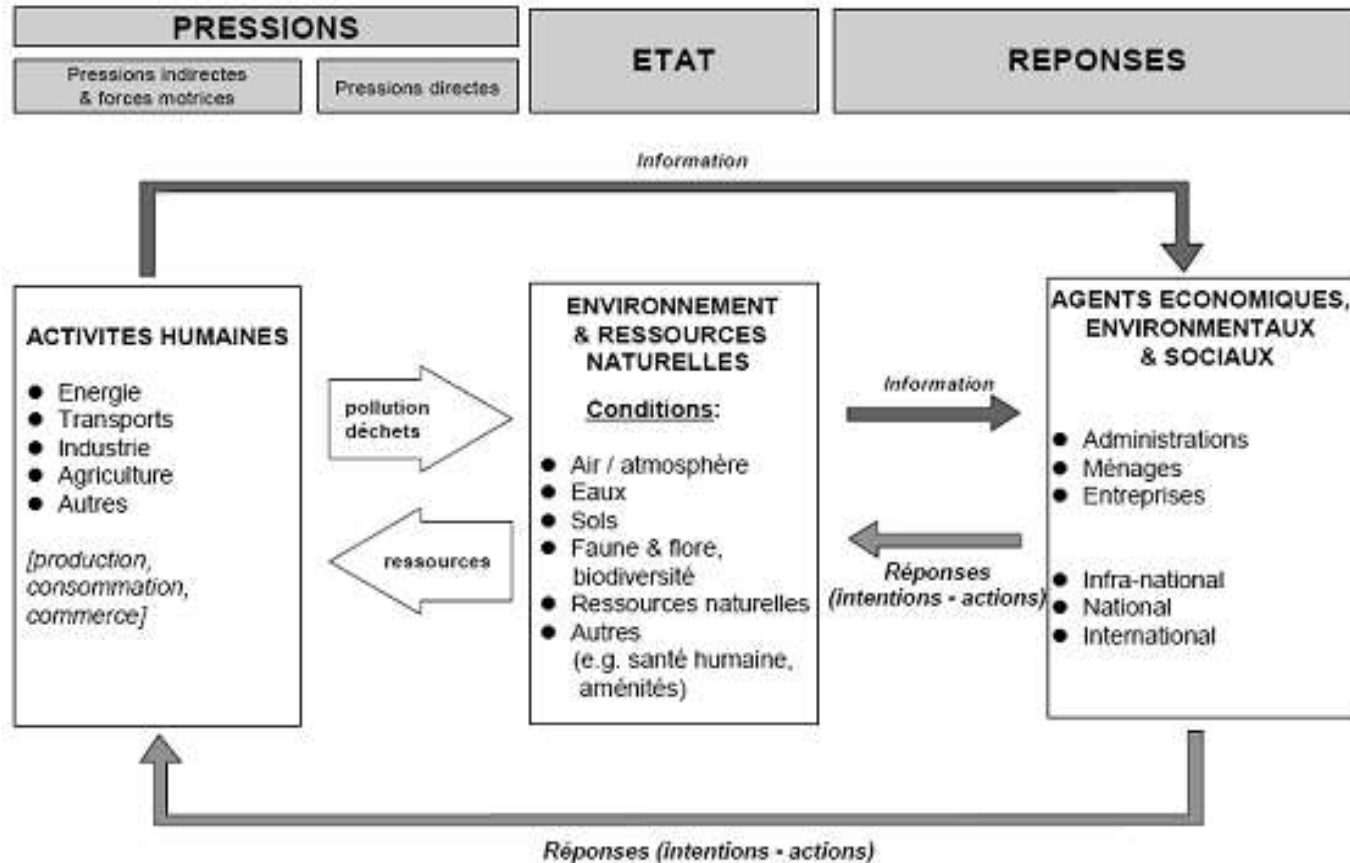 PRESSIONS
Pressions indirectes
& forces motrices
Pressions directes
ETAT
REPONSES
Information
ACTIVITES HUMAINES
● Energie
● Transports
● Industrie
● Agriculture
● Autres
[production,
consommation,
commerce]
pollution
déchets
ressources
ENVIRONNEMENT
& RESSOURCES
NATURELLES
Conditions:
● Air / atmosphère
● Eaux
● Sols
● Faune & flore,
biodiversité
● Ressources naturelles
● Autres
(e.g. santé humaine,
aménités)
Information
Réponses
(intentions - actions)
AGENTS ECONOMIQUES,
ENVIRONMENTAUX
& SOCIAUX
● Administrations
● Ménages
● Entreprises
● Infra-national
● National
● International
Réponses (intentions - actions)